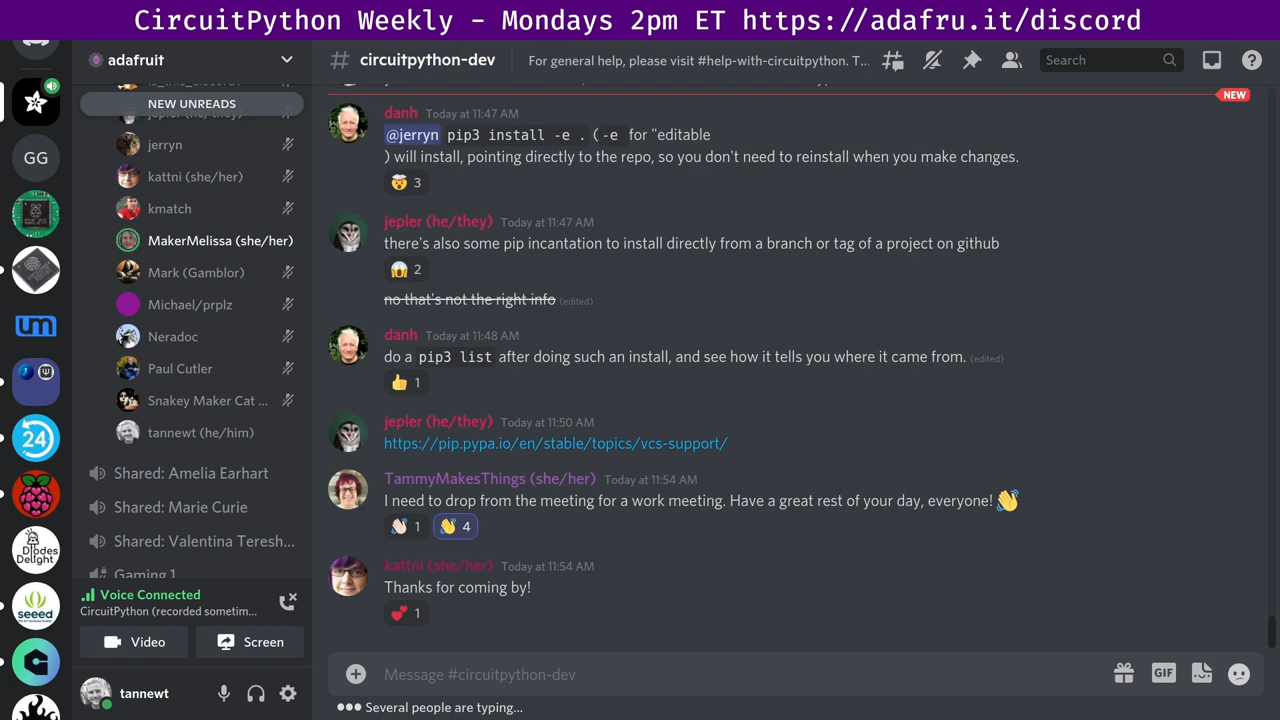 CircuitPython Weekly - Mondays 2pm ET https://adafru.it/discord
adafruit
# circuitpython-dev
For general help, please visit #help-with-circuitpython. T...
Search
NEW UNREADS
jepler (he/they)
jerryn
kattni (she/her)
kmatch
MakerMelissa (she/her)
Mark (Gamblor)
Michael/prplz
Neradoc
Paul Cutler
Snakey Maker Cat ...
tannewt (he/him)
Shared: Amelia Earhart
Shared: Marie Curie
Shared: Valentina Teresh...
Gaming 1
Voice Connected
CircuitPython (recorded sometim...
Video
Screen
tannewt
GG
um
24
Diodes
Delight
seeed
NEW
danh Today at 11:47 AM
@jerryn pip3 install -e . (-e for "editable
) will install, pointing directly to the repo, so you don't need to reinstall when you make changes.
3
jepler (he/they) Today at 11:47 AM
there's also some pip incantation to install directly from a branch or tag of a project on github
2
no that's not the right info (edited)
danh Today at 11:48 AM
do a pip3 list after doing such an install, and see how it tells you where it came from. (edited)
1
jepler (he/they) Today at 11:50 AM
https://pip.pypa.io/en/stable/topics/vcs-support/
TammyMakesThings (she/her) Today at 11:54 AM
I need to drop from the meeting for a work meeting. Have a great rest of your day, everyone!
1 4
kattni (she/her) Today at 11:54 AM
Thanks for coming by!
1
Message #circuitpython-dev
GIF
Several people are typing...